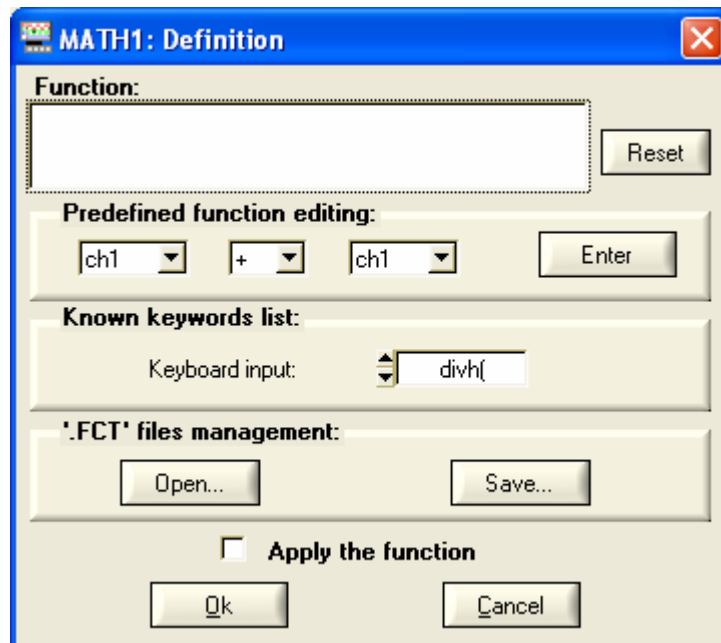 MATH1: Definition
Function:
Reset
Predefined function editing:
ch1 + ch1 Enter
Known keywords list:
Keyboard input: divh(
'.FCT' files management:
Open... Save...
Apply the function
Ok Cancel